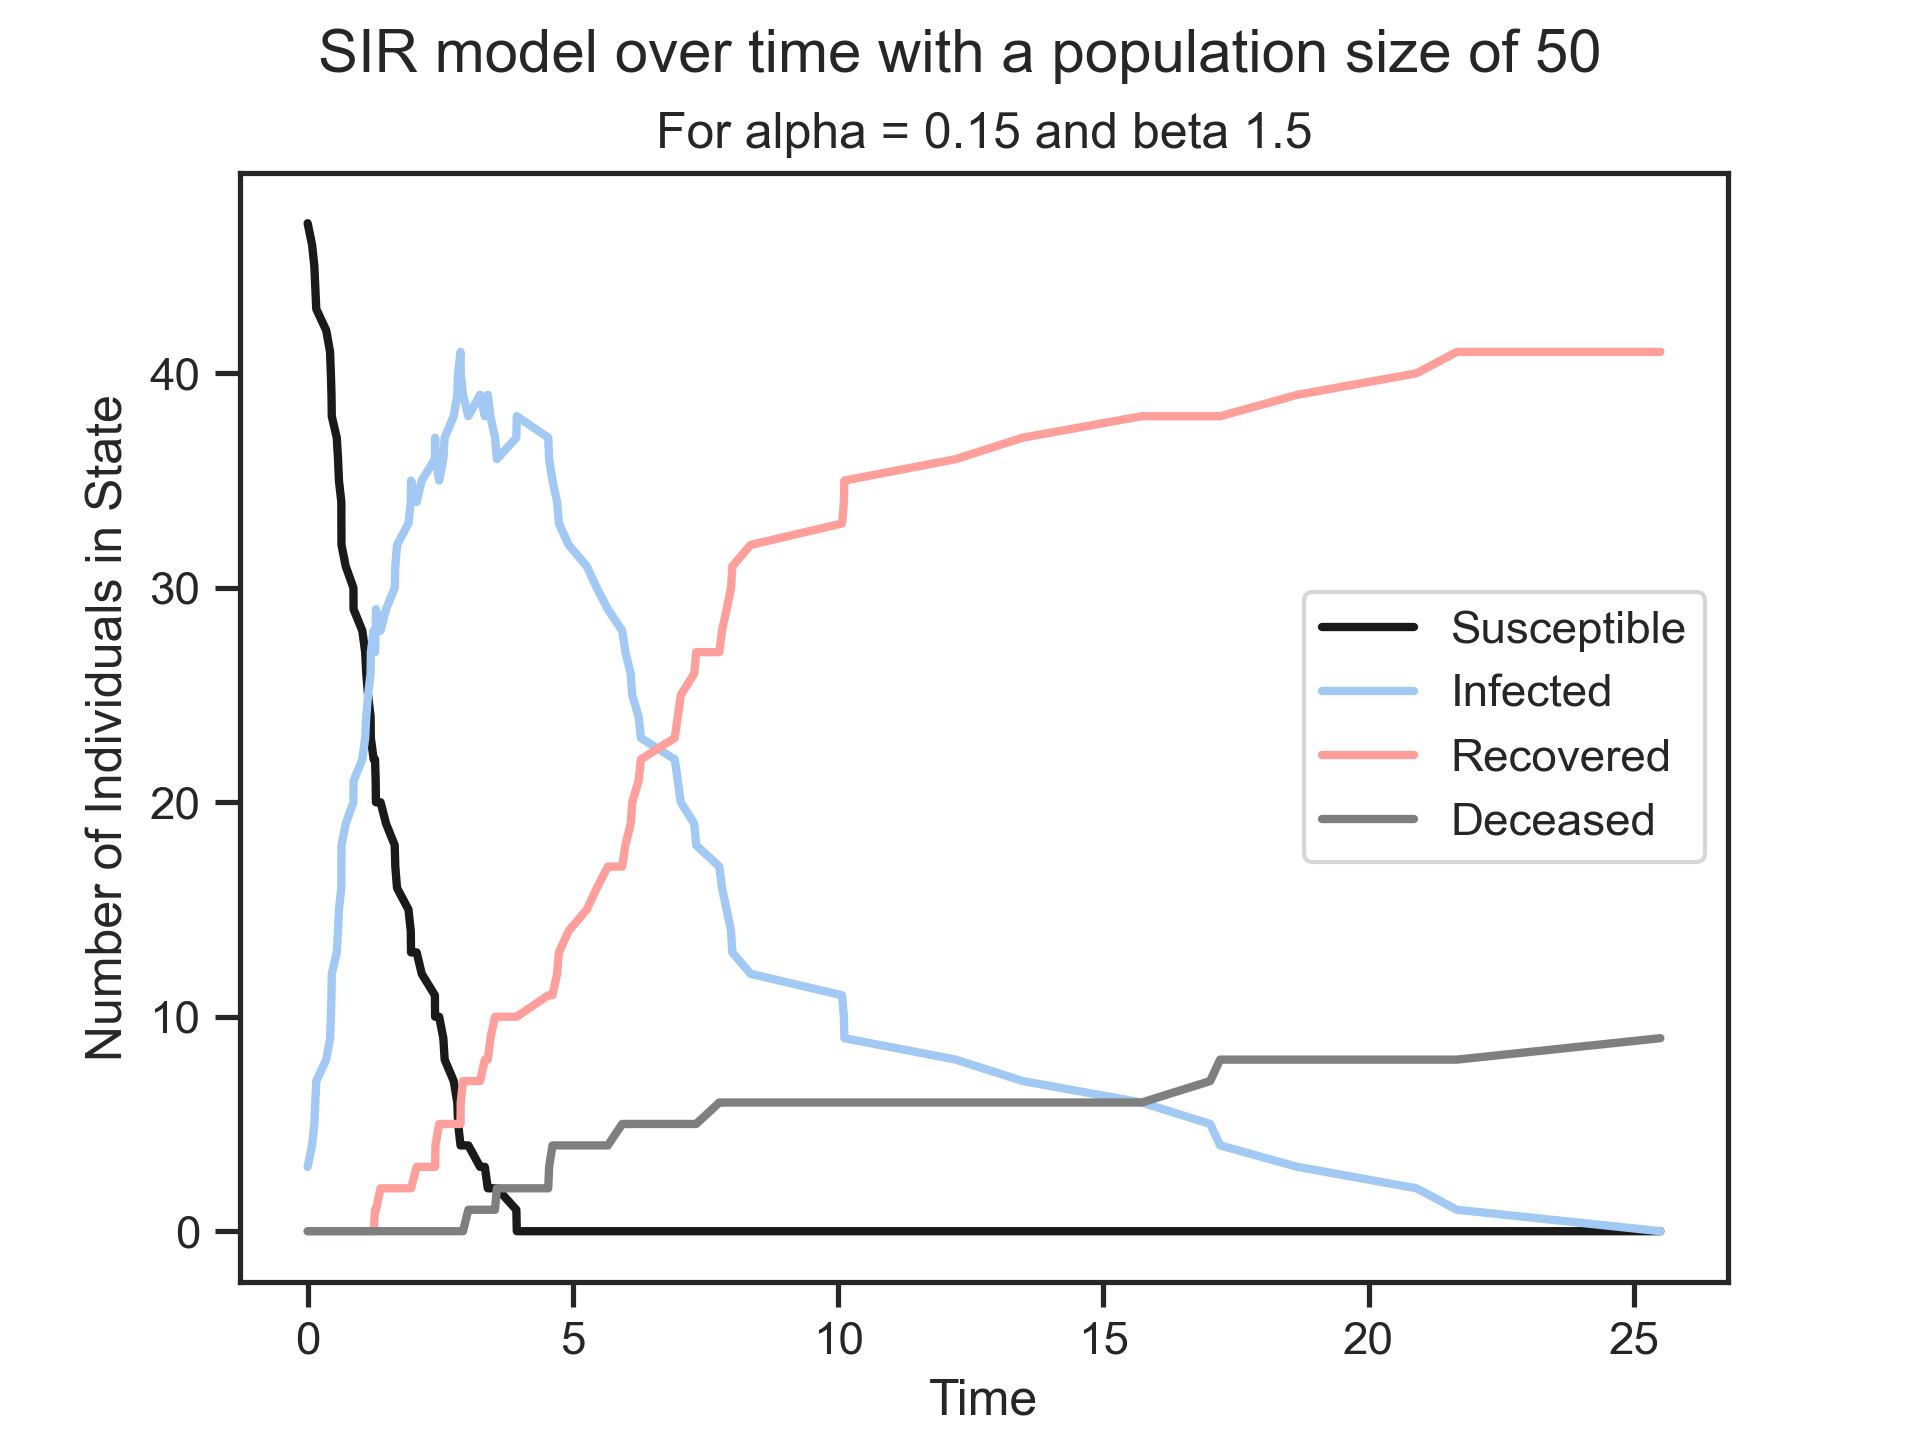 SIR model over time with a population size of 50
For alpha = 0.15 and beta 1.5
Number of Individuals in State
40
30
20
10
0
Susceptible
Infected
Recovered
Deceased
0 5 10 15 20 25
Time